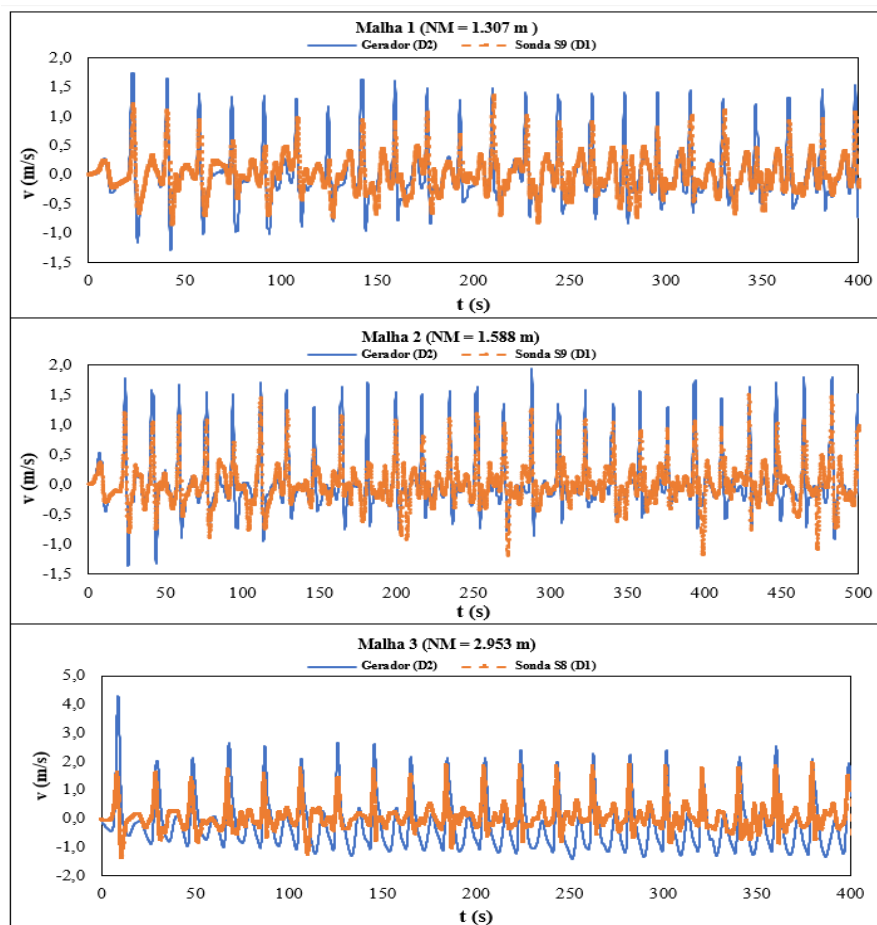 Malha 1 (NM = 1.307 m )
Gerador (D2) Sonda S9 (D1)
2,0
1,5
1,0
0,5
0,0
-0,5
-1,0
-1,5
v (m/s)
0 50 100 150 200 250 300 350 400
t (s)
Malha 2 (NM = 1.588 m)
Gerador (D2) Sonda S9 (D1)
2,0
1,5
1,0
0,5
0,0
-0,5
-1,0
-1,5
v (m/s)
0 50 100 150 200 250 300 350 400 450 500
t (s)
Malha 3 (NM = 2.953 m)
Gerador (D2) Sonda S8 (D1)
5,0
4,0
3,0
2,0
1,0
0,0
-1,0
-2,0
v (m/s)
0 50 100 150 200 250 300 350 400
t (s)